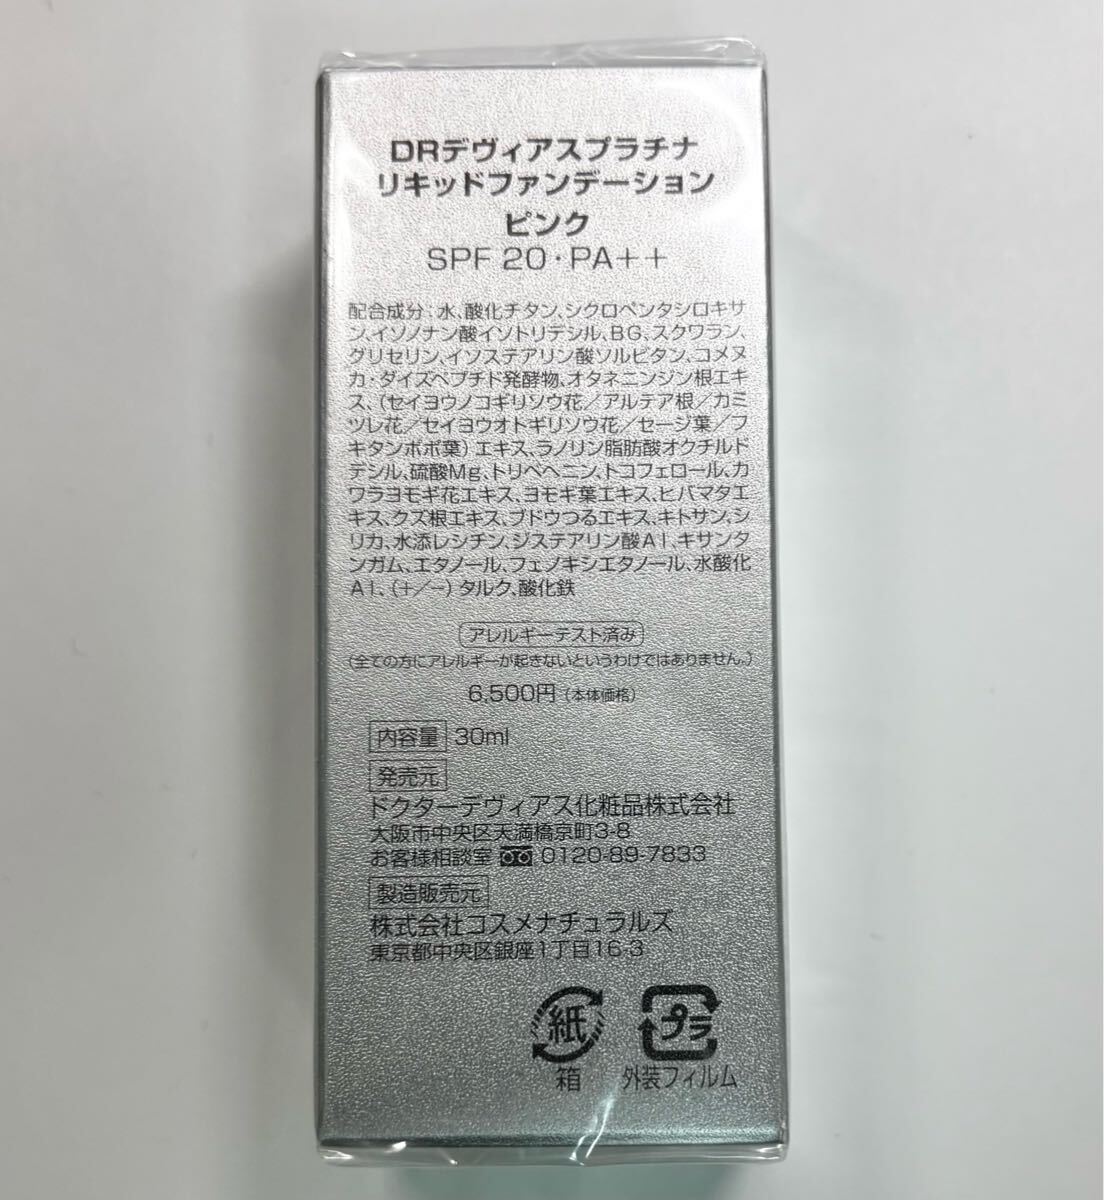 DRデヴィアスプラチナ
リキッドファンデーション
ピンク
SPF 20・PA++
配合成分:水、酸化チタン、シクロペンタシロキサ
ン、イソノナン酸イソトリデシル、BG、スクワラン、
グリセリン、イソステアリン酸ソルビタン、コメヌ
カ・ダイズペプチド発酵物、オタネニンジン根エキ
ス、(セイヨウノコギリソウ花/アルテア根/カミ
ツレ花/セイヨウオトギリソウ花/セージ葉/フ
キタンポポ葉)エキス、ラノリン脂肪酸オクチルド
デシル、硫酸Mg、トリベヘニン、トコフェロール、カ
ワラヨモギ花エキス、ヨモギ葉エキス、ヒバマタエ
キス、クズ根エキス、ブドウつるエキス、キトサン、シ
リカ、水添レシチン、ジステアリン酸Al、キサンタ
ンガム、エタノール、フェノキシエタノール、水酸化
Al、(+/-)タルク、酸化鉄
アレルギーテスト済み
(全ての方にアレルギーが起きないというわけではありません。)
6,500円(本体価格)
内容量 30ml
発売元
ドクターデヴィアス化粧品株式会社
大阪市中央区天満橋京町3-8
お客様相談室 0120-89-7833
製造販売元
株式会社コスメナチュラルズ
東京都中央区銀座1丁目16-3
紙 プラ
箱 外装フィルム